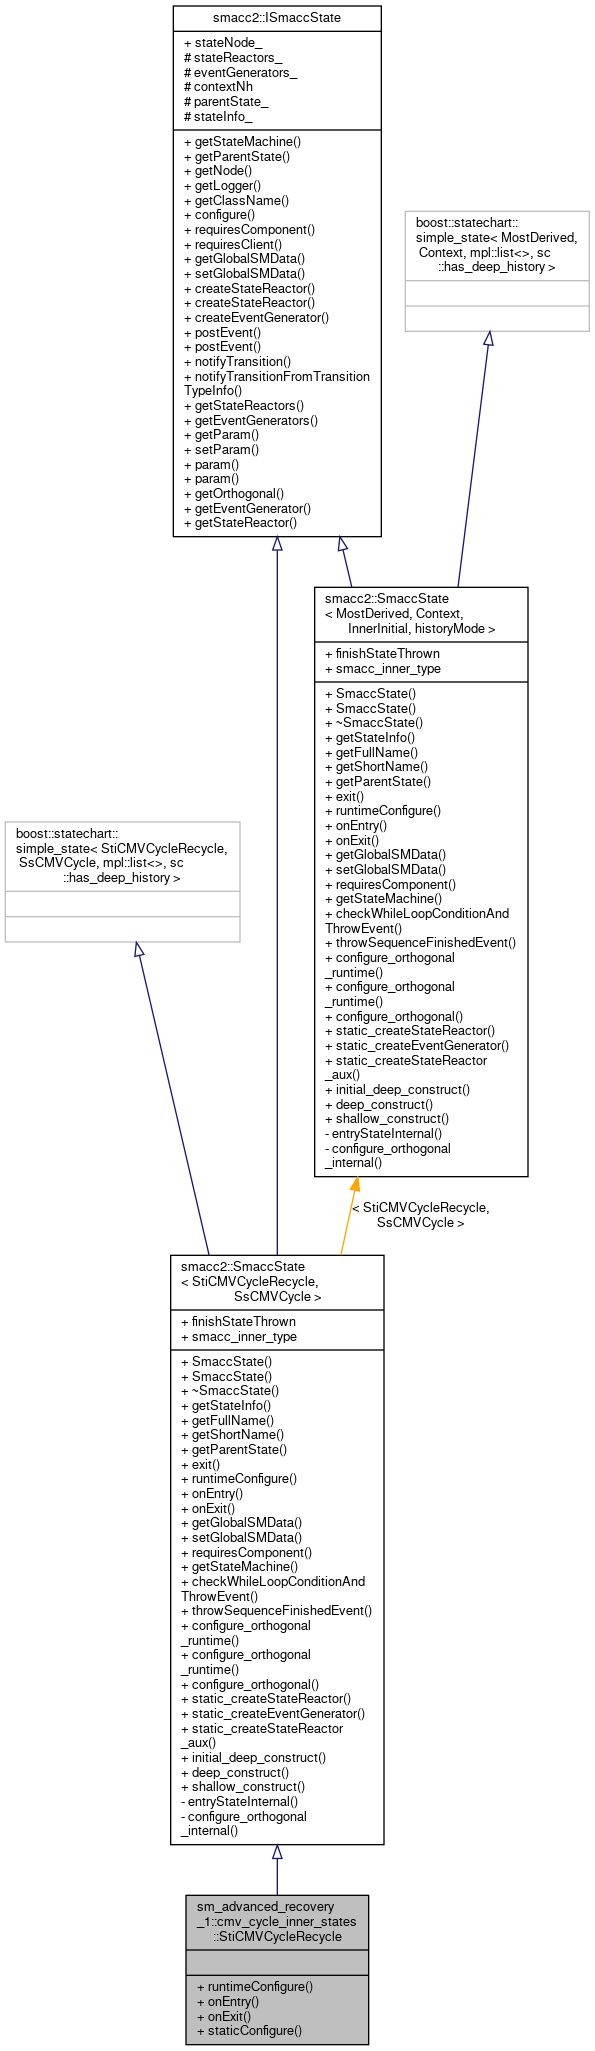 smacc2::ISmaccState
+ stateNode_
# stateReactors_
# eventGenerators_
# contextNh
# parentState_
# stateInfo_
+ getStateMachine()
+ getParentState()
+ getNode()
+ getLogger()
+ getClassName()
+ configure()
+ requiresComponent()
+ requiresClient()
+ getGlobalSMData()
+ setGlobalSMData()
+ createStateReactor()
+ createStateReactor()
+ createEventGenerator()
+ postEvent()
+ postEvent()
+ notifyTransition()
+ notifyTransitionFromTransition
TypeInfo()
+ getStateReactors()
+ getEventGenerators()
+ getParam()
+ setParam()
+ param()
+ param()
+ getOrthogonal()
+ getEventGenerator()
+ getStateReactor()
boost::statechart::
simple_state< MostDerived,
Context, mpl::list<>, sc
::has_deep_history >
smacc2::SmaccState
< MostDerived, Context,
InnerInitial, historyMode >
+ finishStateThrown
+ smacc_inner_type
+ SmaccState()
+ SmaccState()
+ ~SmaccState()
+ getStateInfo()
+ getFullName()
+ getShortName()
+ getParentState()
+ exit()
+ runtimeConfigure()
+ onEntry()
+ onExit()
+ getGlobalSMData()
+ setGlobalSMData()
+ requiresComponent()
+ getStateMachine()
+ checkWhileLoopConditionAnd
ThrowEvent()
+ throwSequenceFinishedEvent()
+ configure_orthogonal
_runtime()
+ configure_orthogonal
_runtime()
+ configure_orthogonal()
+ static_createStateReactor()
+ static_createEventGenerator()
+ static_createStateReactor
_aux()
+ initial_deep_construct()
+ deep_construct()
+ shallow_construct()
- entryStateInternal()
- configure_orthogonal
_internal()
boost::statechart::
simple_state< StiCMVCycleRecycle,
SsCMVCycle, mpl::list<>, sc
::has_deep_history >
< StiCMVCycleRecycle,
SsCMVCycle >
smacc2::SmaccState
< StiCMVCycleRecycle,
SsCMVCycle >
+ finishStateThrown
+ smacc_inner_type
+ SmaccState()
+ SmaccState()
+ ~SmaccState()
+ getStateInfo()
+ getFullName()
+ getShortName()
+ getParentState()
+ exit()
+ runtimeConfigure()
+ onEntry()
+ onExit()
+ getGlobalSMData()
+ setGlobalSMData()
+ requiresComponent()
+ getStateMachine()
+ checkWhileLoopConditionAnd
ThrowEvent()
+ throwSequenceFinishedEvent()
+ configure_orthogonal
_runtime()
+ configure_orthogonal
_runtime()
+ configure_orthogonal()
+ static_createStateReactor()
+ static_createEventGenerator()
+ static_createStateReactor
_aux()
+ initial_deep_construct()
+ deep_construct()
+ shallow_construct()
- entryStateInternal()
- configure_orthogonal
_internal()
sm_advanced_recovery
_1::cmv_cycle_inner_states
::StiCMVCycleRecycle
+ runtimeConfigure()
+ onEntry()
+ onExit()
+ staticConfigure()